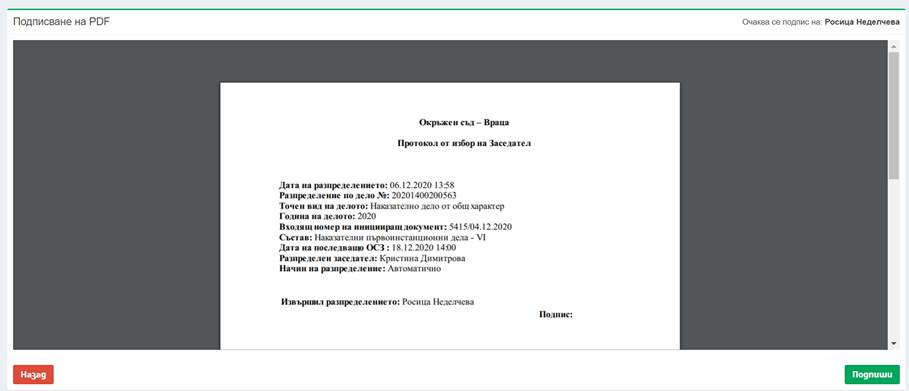 Подписване на PDF
Очаква се подпис на: Росица Неделчева
Окръжен съд – Враца
Протокол от избор на Заседател
Дата на разпределението: 06.12.2020 13:58
Разпределение по дело №: 20201400200563
Точен вид на делото: Наказателно дело от общ характер
Година на делото: 2020
Входящ номер на иницииращ документ: 5415/04.12.2020
Състав: Наказателни първоинстанционни дела - VI
Дата на последващо ОСЗ : 18.12.2020 14:00
Разпределен заседател: Кристина Димитрова
Начин на разпределение: Автоматично
Извършил разпределението: Росица Неделчева
Подпис:
Назад
Подпиши